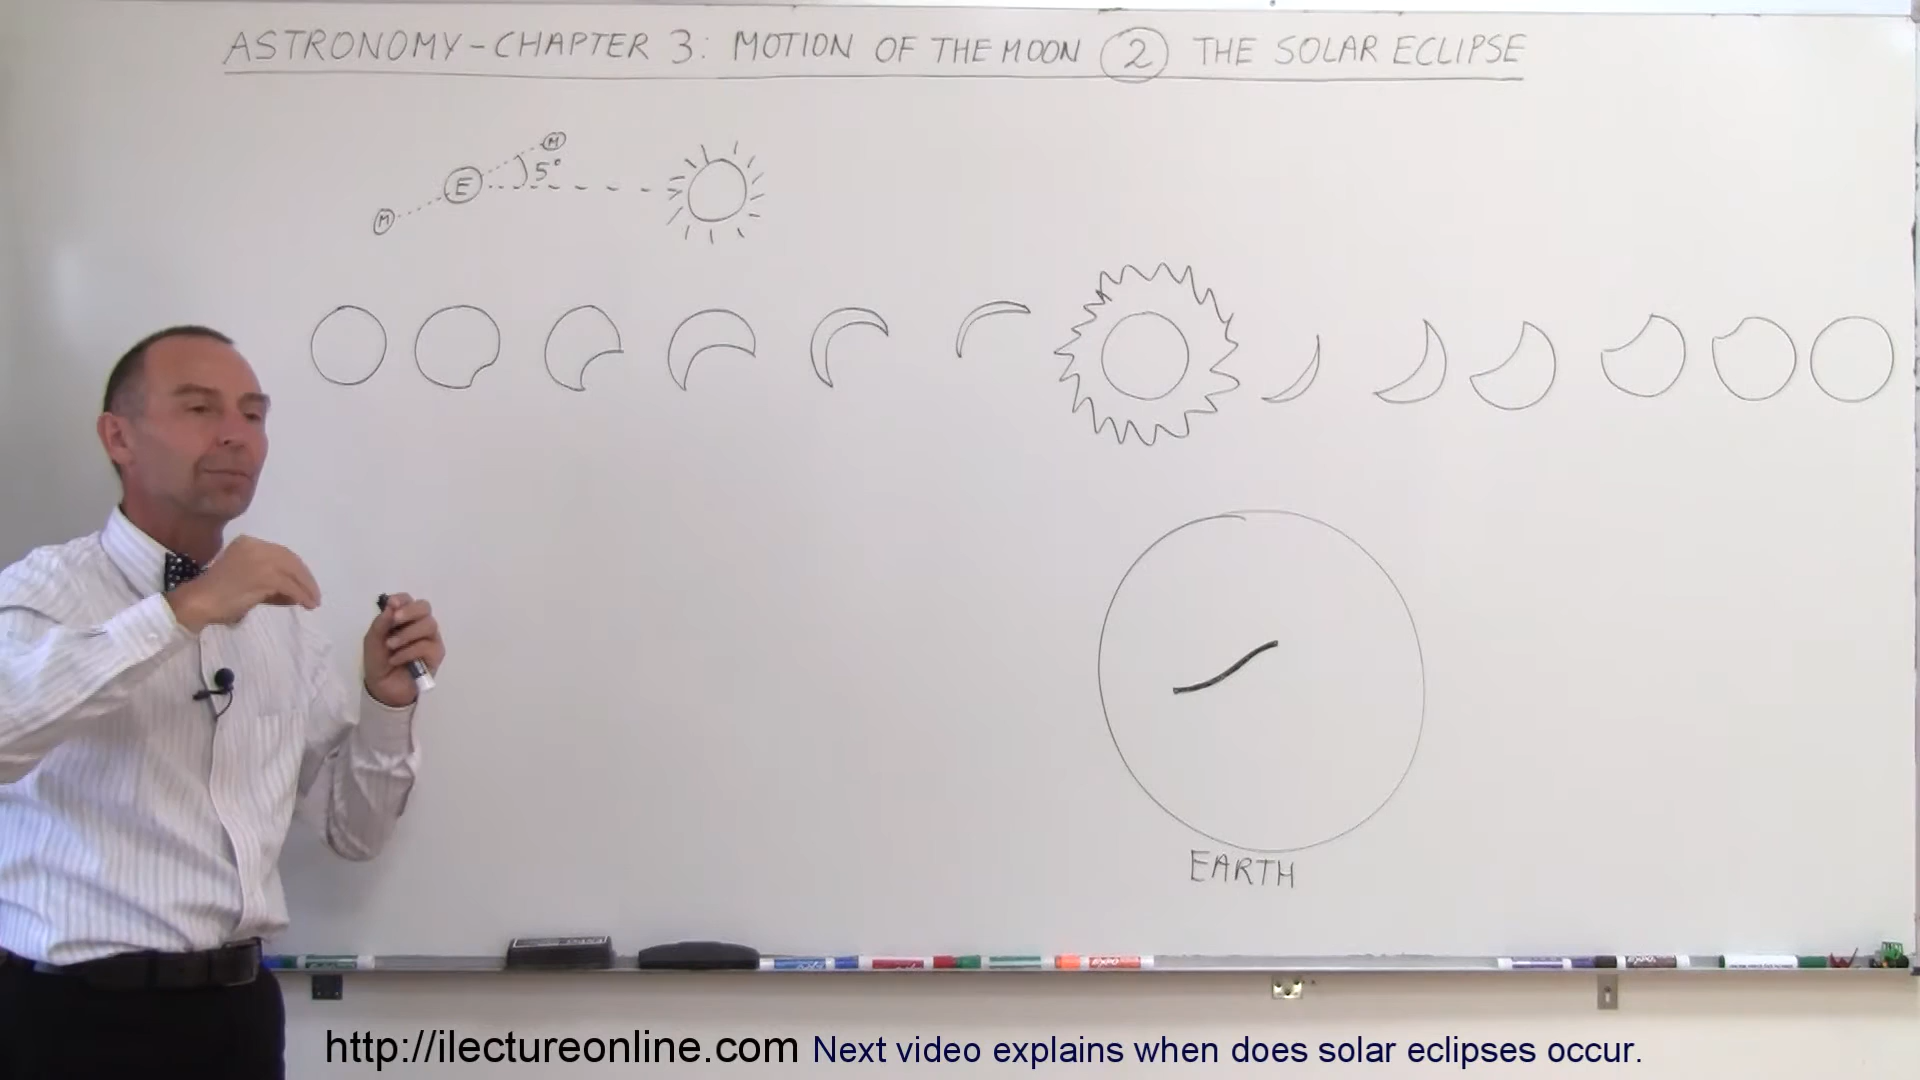 ASTRONOMY - CHAPTER 3: MOTION OF THE MOON 2 THE SOLAR ECLIPSE
M
5°
E
M
EARTH
EXPO
http://ilectureonline.com Next video explains when does solar eclipses occur.